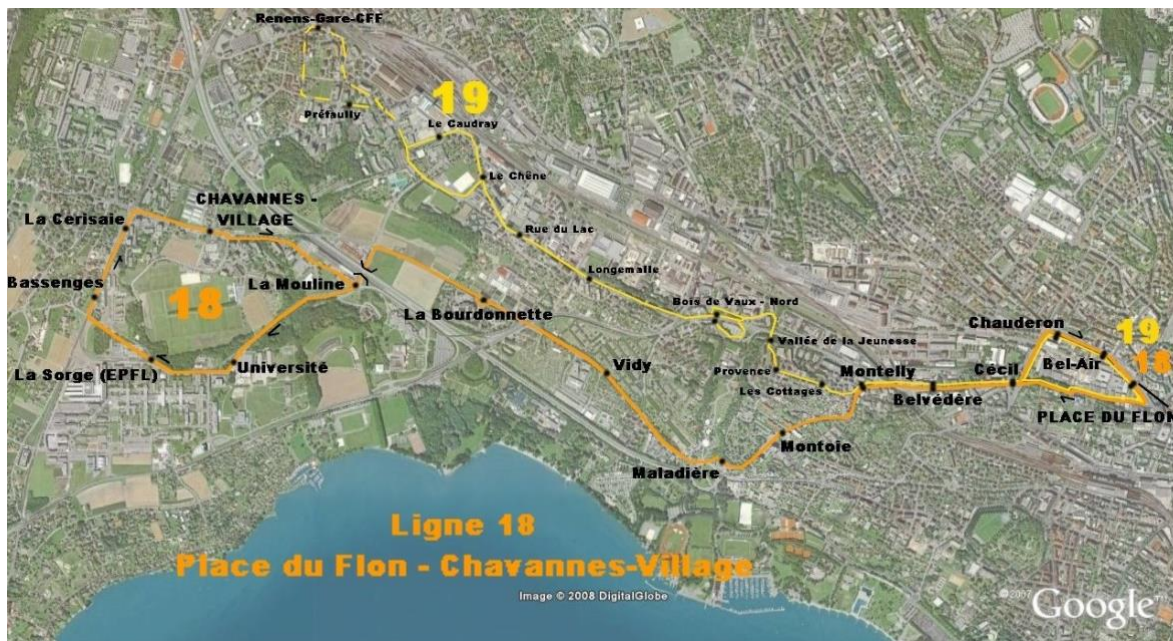 Renens-Gare-CFF
19
Préfaully
Le Caudray
Le Chêne
CHAVANNES -
VILLAGE
La Cerisaie
Rue du Lac
Bassenges
18
La Mouline
Longemalle
La Bourdonnette
Bois de Vaux - Nord
Chauderon
19
Vallée de la Jeunesse
Bel-Air
18
La Sorge (EPFL)
Université
Vidy
Provence
Les Cottages
Montelly
Cécil
Belvédère
PLACE DU FLON
Montoie
Maladière
Ligne 18
Place du Flon - Chavannes-Village
Image © 2008 DigitalGlobe
© 2007 Google™